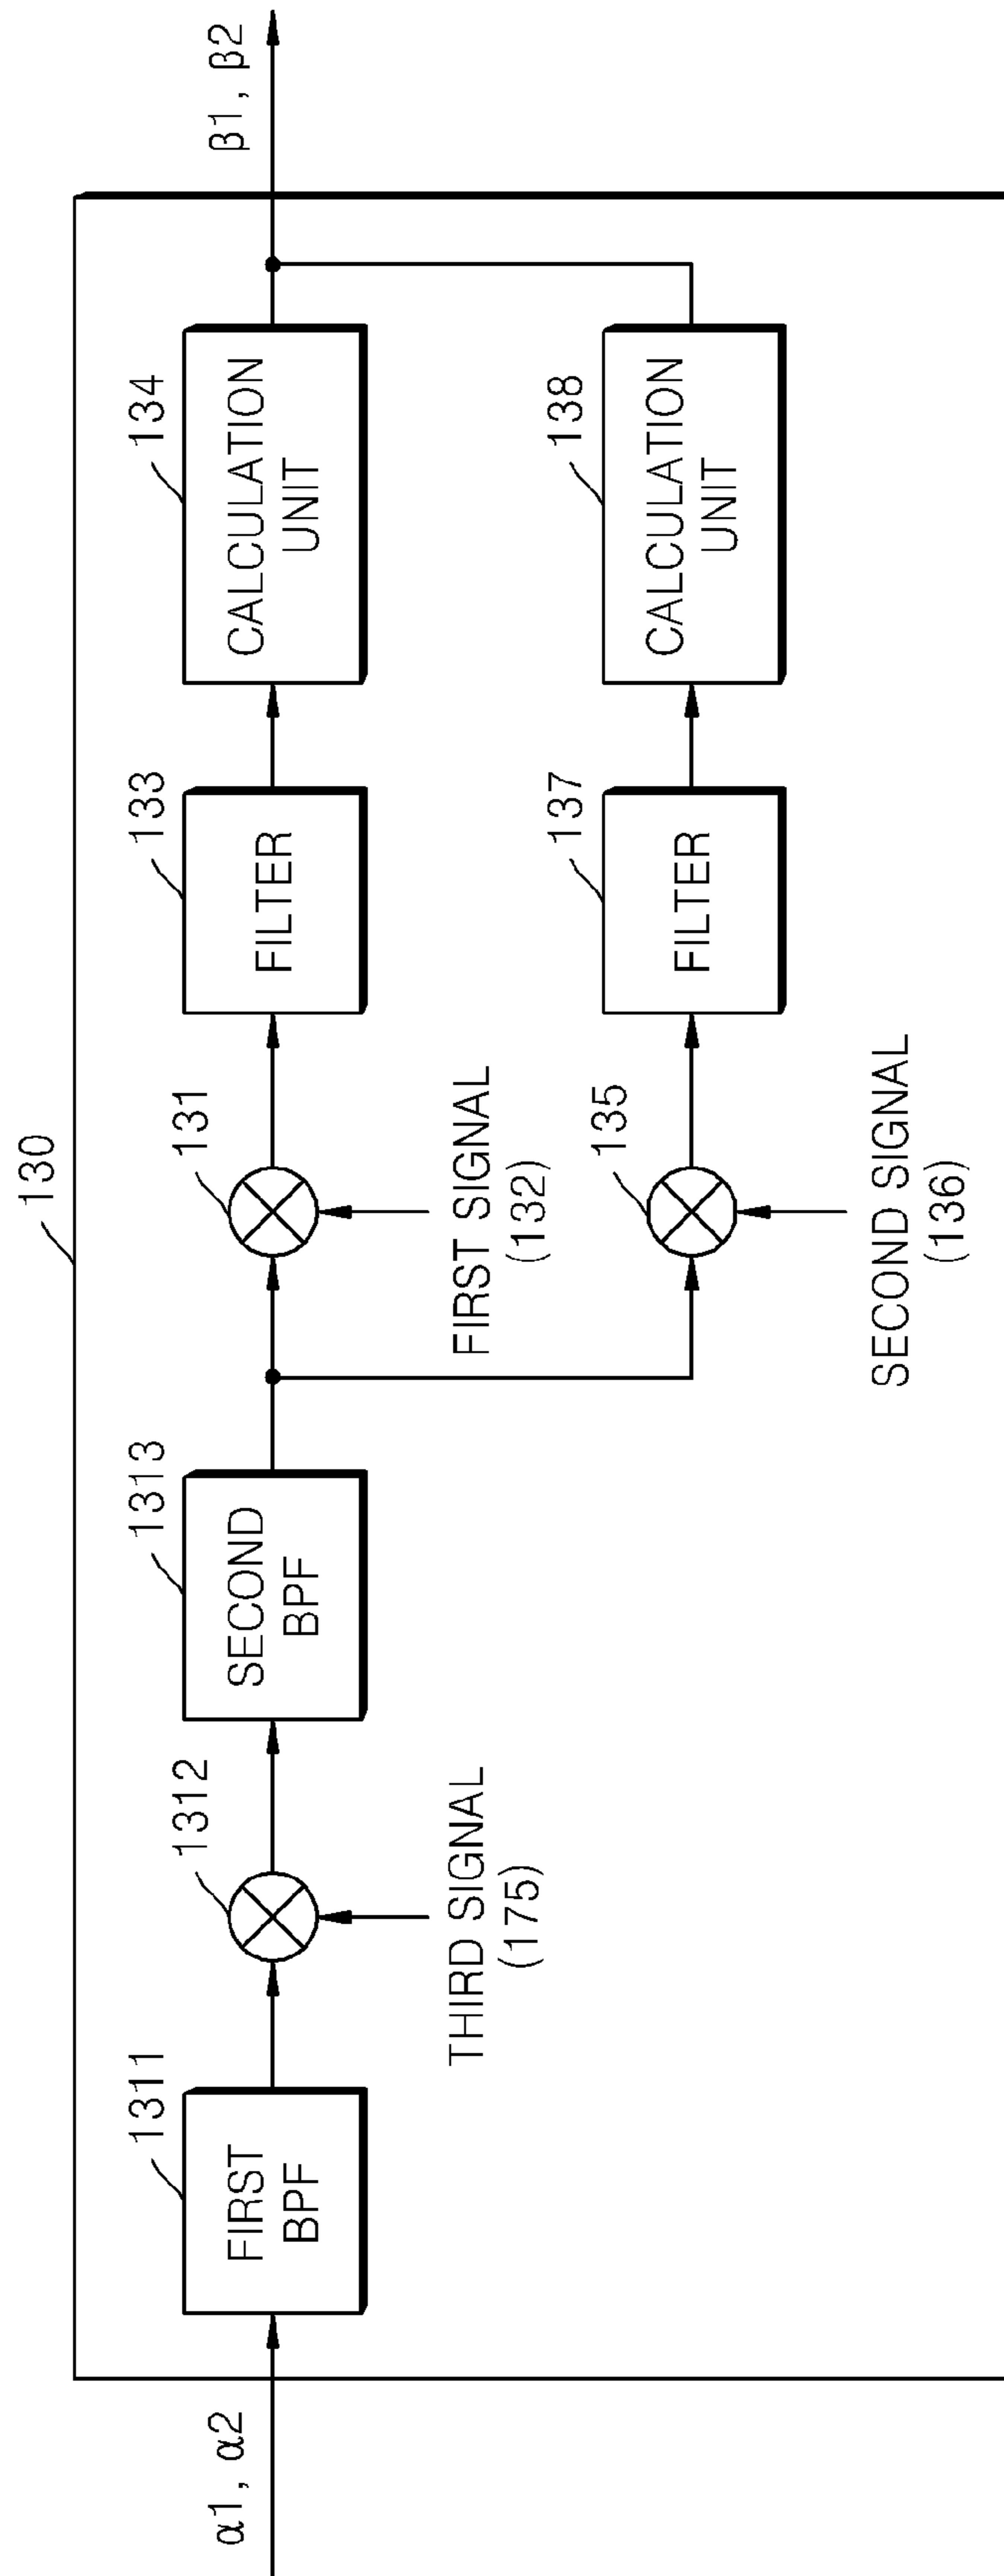 130
α1, α2
1311
FIRST
BPF
1312
THIRD SIGNAL
(175)
1313
SECOND
BPF
131
FIRST SIGNAL
(132)
133
FILTER
134
CALCULATION
UNIT
β1, β2
135
SECOND SIGNAL
(136)
137
FILTER
138
CALCULATION
UNIT